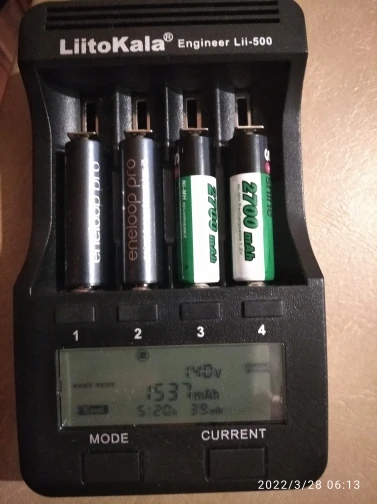 LiitoKala® Engineer Lii-500
eneloop pro
eneloop pro
2700 mAh
2700 mAh
1 2 3 4
1.40v
1537mAh
5:20h 39mR
MODE CURRENT
2022/3/28 06:13